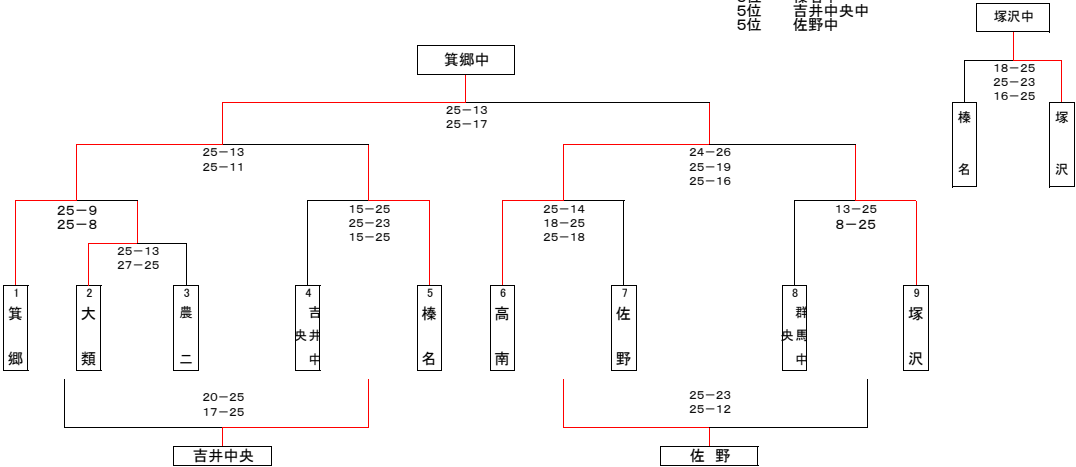 5位 吉井中央中
5位 佐野中
塚沢中
箕郷中
18－25
25－23
16－25
榛名
塚沢
25－13
25－17
25－13
25－11
24－26
25－19
25－16
25－9
25－8
15－25
25－23
15－25
25－14
18－25
25－18
13－25
8－25
25－13
27－25
1 箕郷
2 大類
3 農二
4 吉井中央
5 榛名
6 高南
7 佐野
8 群馬中央
9 塚沢
20－25
17－25
25－23
25－12
吉井中央
佐野